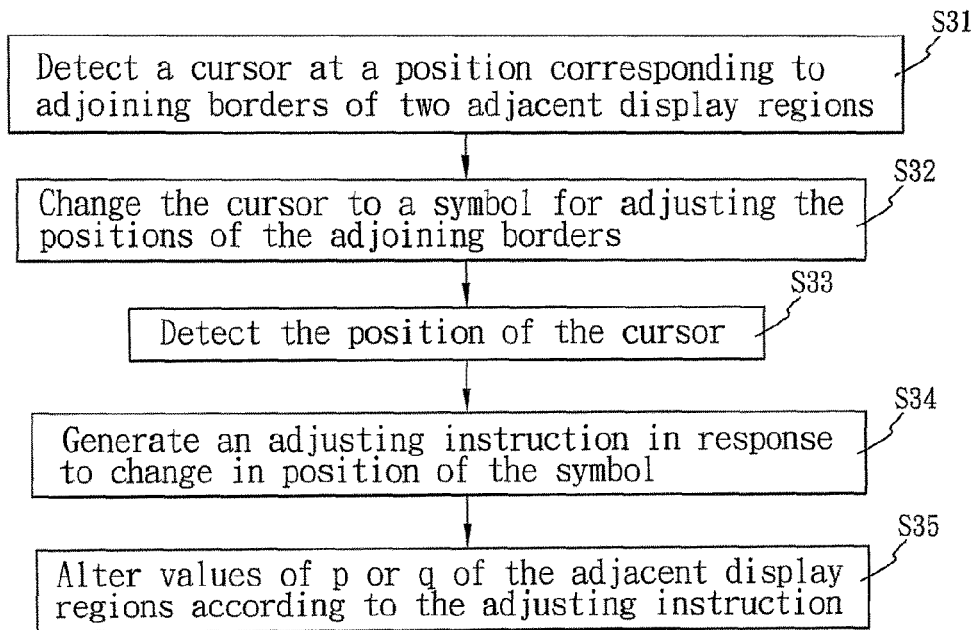 S31
Detect a cursor at a position corresponding to
adjoining borders of two adjacent display regions
S32
Change the cursor to a symbol for adjusting the
positions of the adjoining borders
S33
Detect the position of the cursor
S34
Generate an adjusting instruction in response
to change in position of the symbol
S35
Alter values of p or q of the adjacent display
regions according to the adjusting instruction